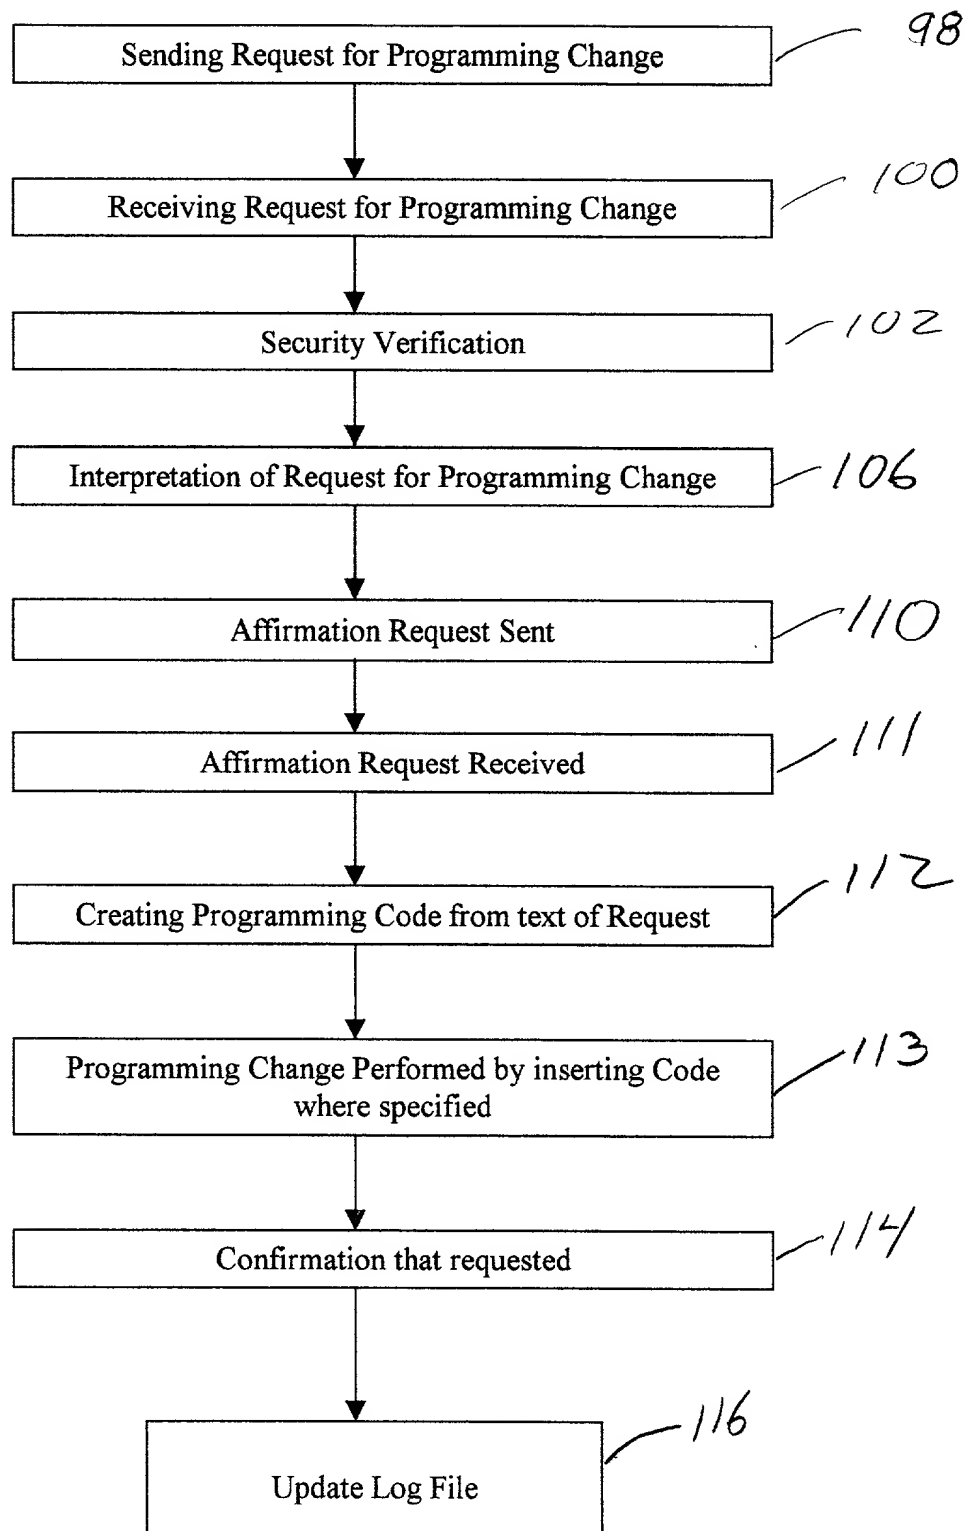 98
Sending Request for Programming Change
100
Receiving Request for Programming Change
102
Security Verification
106
Interpretation of Request for Programming Change
110
Affirmation Request Sent
111
Affirmation Request Received
112
Creating Programming Code from text of Request
113
Programming Change Performed by inserting Code
where specified
114
Confirmation that requested
116
Update Log File